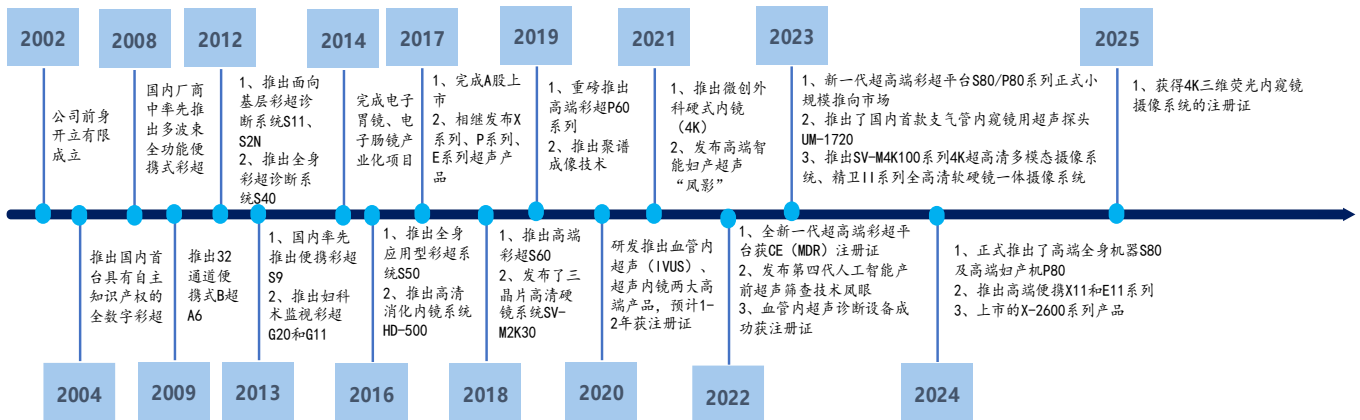 2002
公司前身
开立有限
成立
2008
国内厂商
中率先推
出多波束
全功能便
携式彩超
2012
1、推出面向
基层彩超诊
断系统S11、
S2N
2、推出全身
彩超诊断系
统S40
2014
完成电子
胃镜、电
子肠镜产
业化项目
2017
1、完成A股上
市
2、相继发布X
系列、P系列、
E系列超声产
品
2019
1、重磅推出
高端彩超P60
系列
2、推出聚谱
成像技术
2021
1、推出微创外
科硬式内镜
（4K）
2、发布高端智
能妇产超声
“凤影”
2023
1、新一代超高端彩超平台S80/P80系列正式小
规模推向市场
2、推出了国内首款支气管内窥镜用超声探头
UM-1720
3、推出SV-M4K100系列4K超高清多模态摄像系
统、精卫II系列全高清软硬镜一体摄像系统
2025
1、获得4K三维荧光内窥镜
摄像系统的注册证
推出国内首
台具有自主
知识产权的
全数字彩超
2004
推出32
通道便
携式B超
A6
2009
1、国内率先
推出便携彩超
S9
2、推出妇科
术监视彩超
G20和G11
2013
1、推出全身
应用型彩超系
统S50
2、推出高清
消化内镜系统
HD-500
2016
1、推出高端
彩超S60
2、发布了三
晶片高清硬
镜系统SV-
M2K30
2018
研发推出血管内
超声（IVUS）、
超声内镜两大高
端产品，预计1-
2年获注册证
2020
1、全新一代超高端彩超平
台获CE（MDR）注册证
2、发布第四代人工智能产
前超声筛查技术凤眼
3、血管内超声诊断设备成
功获注册证
2022
1、正式推出了高端全身机器S80
及高端妇产机P80
2、推出高端便携X11和E11系列
3、上市的X-2600系列产品
2024